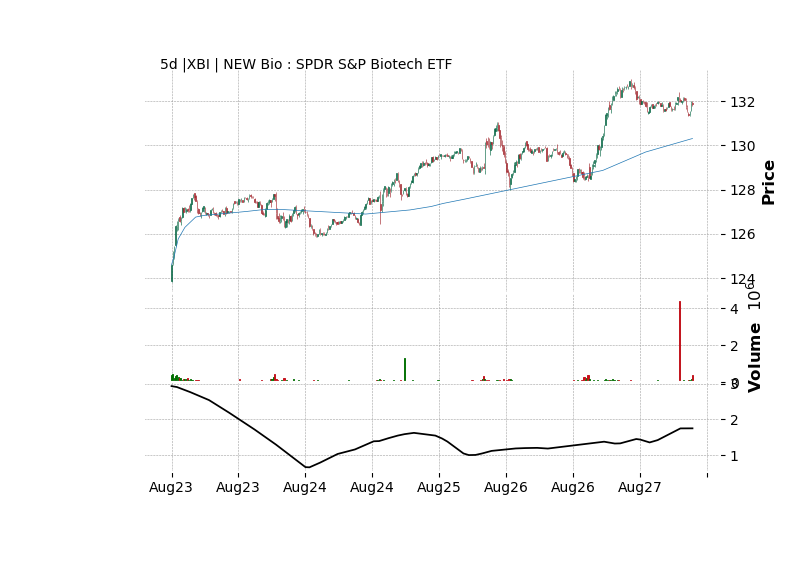 5d |XBI | NEW Bio : SPDR S&P Biotech ETF
132
130
128
126
124
Price
4
2
0
Volume 10^6
3
2
1
Aug23 Aug23 Aug24 Aug24 Aug25 Aug26 Aug26 Aug27